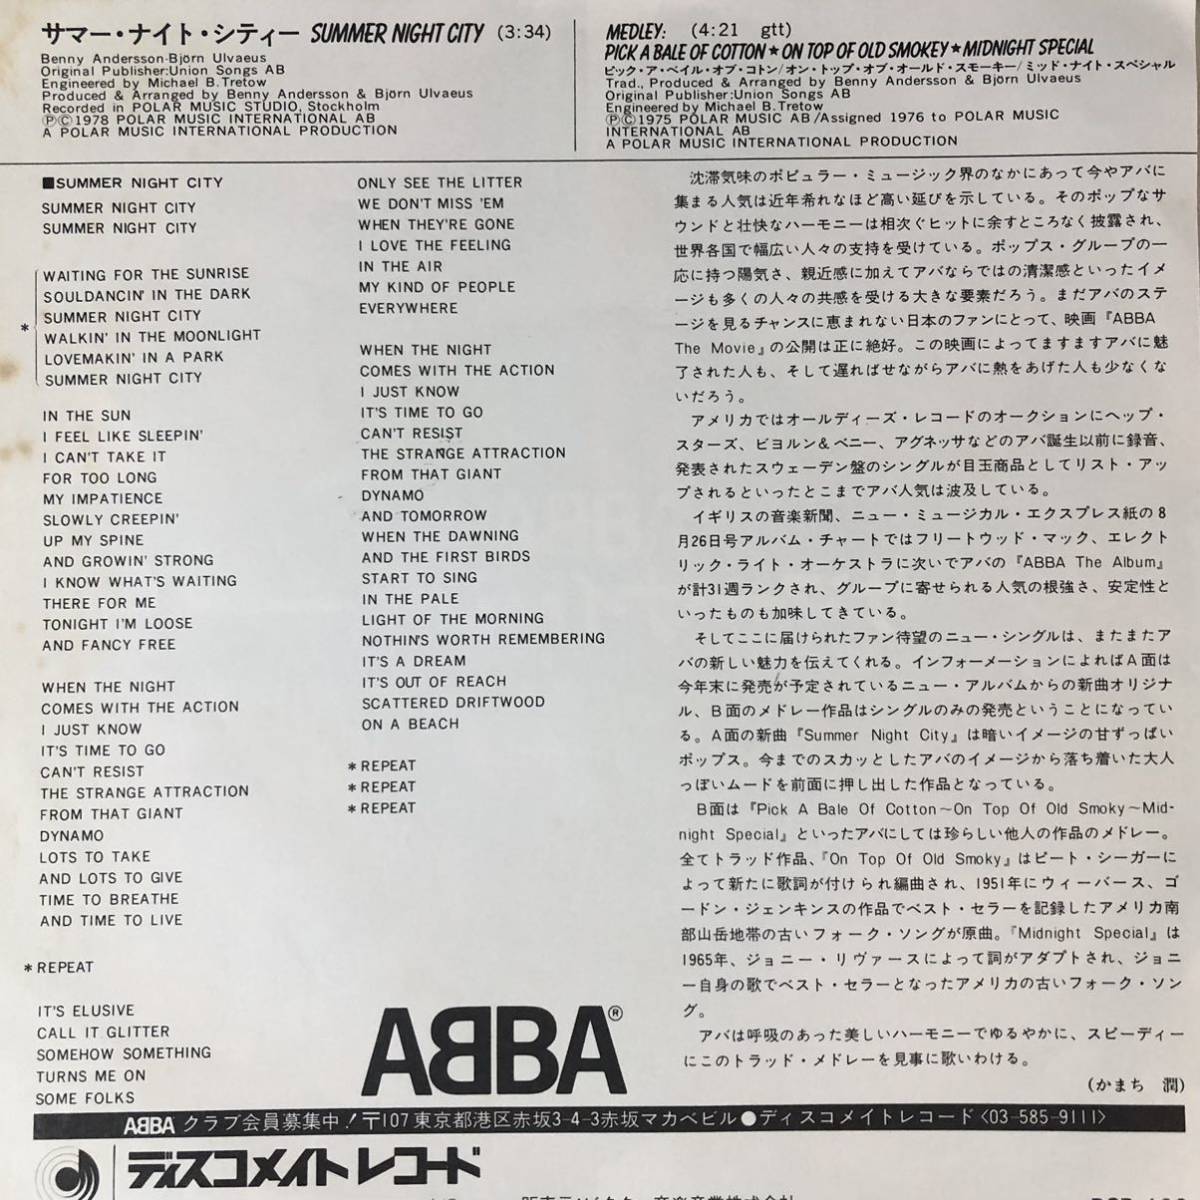 サマー・ナイト・シティー SUMMER NIGHT CITY (3:34)
Benny Andersson-Björn Ulvaeus
Original Publisher:Union Songs AB
Engineered by Michael B.Tretow
Produced & Arranged by Benny Andersson & Björn Ulvaeus
Recorded in POLAR MUSIC STUDIO, Stockholm
ⓅⒸ1978 POLAR MUSIC INTERNATIONAL AB
A POLAR MUSIC INTERNATIONAL PRODUCTION
MEDLEY: (4:21 gtt)
PICK A BALE OF COTTON★ON TOP OF OLD SMOKEY★MIDNIGHT SPECIAL
ピック・ア・ベイル・オブ・コトン/オン・トップ・オブ・オールド・スモーキー/ミッド・ナイト・スペシャル
Trad., Produced & Arranged by Benny Andersson & Björn Ulvaeus
Original Publisher:Union Songs AB
Engineered by Michael B.Tretow
ⓅⒸ1975 POLAR MUSIC AB/Assigned 1976 to POLAR MUSIC
INTERNATIONAL AB
A POLAR MUSIC INTERNATIONAL PRODUCTION
■SUMMER NIGHT CITY
SUMMER NIGHT CITY
SUMMER NIGHT CITY
WAITING FOR THE SUNRISE
SOULDANCIN' IN THE DARK
SUMMER NIGHT CITY
* WALKIN' IN THE MOONLIGHT
LOVEMAKIN' IN A PARK
SUMMER NIGHT CITY
IN THE SUN
I FEEL LIKE SLEEPIN'
I CAN'T TAKE IT
FOR TOO LONG
MY IMPATIENCE
SLOWLY CREEPIN'
UP MY SPINE
AND GROWIN' STRONG
I KNOW WHAT'S WAITING
THERE FOR ME
TONIGHT I'M LOOSE
AND FANCY FREE
WHEN THE NIGHT
COMES WITH THE ACTION
I JUST KNOW
IT'S TIME TO GO
CAN'T RESIST
THE STRANGE ATTRACTION
FROM THAT GIANT
DYNAMO
LOTS TO TAKE
AND LOTS TO GIVE
TIME TO BREATHE
AND TIME TO LIVE
* REPEAT
IT'S ELUSIVE
CALL IT GLITTER
SOMEHOW SOMETHING
TURNS ME ON
SOME FOLKS
ONLY SEE THE LITTER
WE DON'T MISS 'EM
WHEN THEY'RE GONE
I LOVE THE FEELING
IN THE AIR
MY KIND OF PEOPLE
EVERYWHERE
WHEN THE NIGHT
COMES WITH THE ACTION
I JUST KNOW
IT'S TIME TO GO
CAN'T RESIST
THE STRANGE ATTRACTION
FROM THAT GIANT
DYNAMO
AND TOMORROW
WHEN THE DAWNING
AND THE FIRST BIRDS
START TO SING
IN THE PALE
LIGHT OF THE MORNING
NOTHIN'S WORTH REMEMBERING
IT'S A DREAM
IT'S OUT OF REACH
SCATTERED DRIFTWOOD
ON A BEACH
* REPEAT
* REPEAT
* REPEAT
沈滞気味のポピュラー・ミュージック界のなかにあって今やアバに
集まる人気は近年希れなほど高い延びを示している。そのポップなサ
ウンドと壮快なハーモニーは相次ぐヒットに余すところなく披露され、
世界各国で幅広い人々の支持を受けている。ポップス・グループの一
応に持つ陽気さ、親近感に加えてアバならではの清潔感といったイメ
ージも多くの人々の共感を受ける大きな要素だろう。まだアバのステ
ージを見るチャンスに恵まれない日本のファンにとって、映画『ABBA
The Movie』の公開は正に絶好。この映画によってますますアバに魅
了された人も、そして遅ればせながらアバに熱をあげた人も少なくな
いだろう。
アメリカではオールディーズ・レコードのオークションにヘップ・
スターズ、ビヨルン&ベニー、アグネッサなどのアバ誕生以前に録音、
発表されたスウェーデン盤のシングルが目玉商品としてリスト・アッ
プされるといったとこまでアバ人気は波及している。
イギリスの音楽新聞、ニュー・ミュージカル・エクスプレス紙の8
月26日号アルバム・チャートではフリートウッド・マック、エレクト
リック・ライト・オーケストラに次いでアバの『ABBA The Album』
が計31週ランクされ、グループに寄せられる人気の根強さ、安定性と
いったものも加味してきている。
そしてここに届けられたファン待望のニュー・シングルは、またまたア
バの新しい魅力を伝えてくれる。インフォーメーションによればA面は
今年末に発売が予定されているニュー・アルバムからの新曲オリジナ
ル、B面のメドレー作品はシングルのみの発売ということになってい
る。A面の新曲『Summer Night City』は暗いイメージの甘ずっぱい
ポップス。今までのスカッとしたアバのイメージから落ち着いた大人
っぽいムードを前面に押し出した作品となっている。
B面は『Pick A Bale Of Cotton〜On Top Of Old Smoky〜Mid-
night Special』といったアバにしては珍らしい他人の作品のメドレー。
全てトラッド作品、『On Top Of Old Smoky』はピート・シーガーに
よって新たに歌詞が付けられ編曲され、1951年にウィーバース、ゴ
ードン・ジェンキンスの作品でベスト・セラーを記録したアメリカ南
部山岳地帯の古いフォーク・ソングが原曲。『Midnight Special』は
1965年、ジョニー・リヴァースによって詞がアダプトされ、ジョニ
ー自身の歌でベスト・セラーとなったアメリカの古いフォーク・ソン
グ。
アバは呼吸のあった美しいハーモニーでゆるやかに、スピーディー
にこのトラッド・メドレーを見事に歌いわける。
(かまち 潤)
ABBA®
ABBA クラブ会員募集中!〒107 東京都港区赤坂3-4-3赤坂マカベビル●ディスコメイトレコード〈03-585-9111〉
ディスコメイトレコード